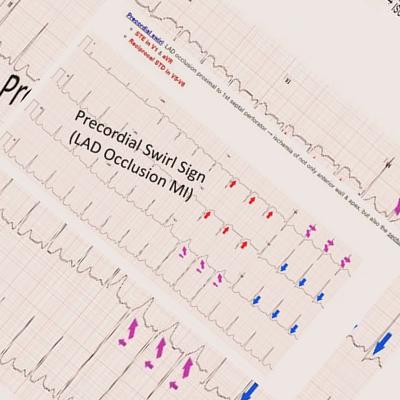 Precordial swirl: LAD occlusion proximal to 1st septal perforator → ischemia of not only anterior wall & apex, but also the
STE in V1 & aVR
Reciprocal STD in V5-V6
Precordial Swirl Sign
(LAD Occlusion MI)
II